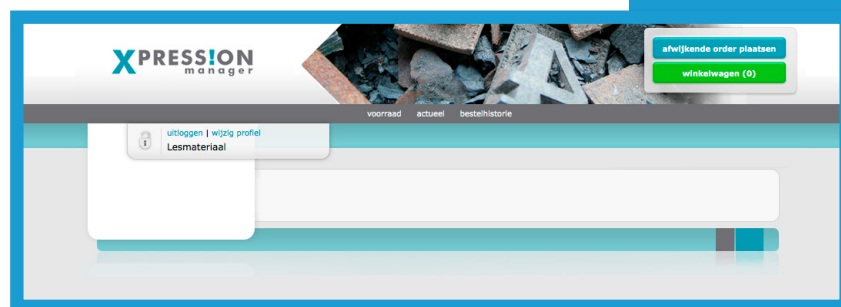 XPRESS!ON
manager
afwijkende order plaatsen
winkelwagen (0)
voorraad actueel bestelhistorie
uitloggen | wijzig profiel
Lesmateriaal